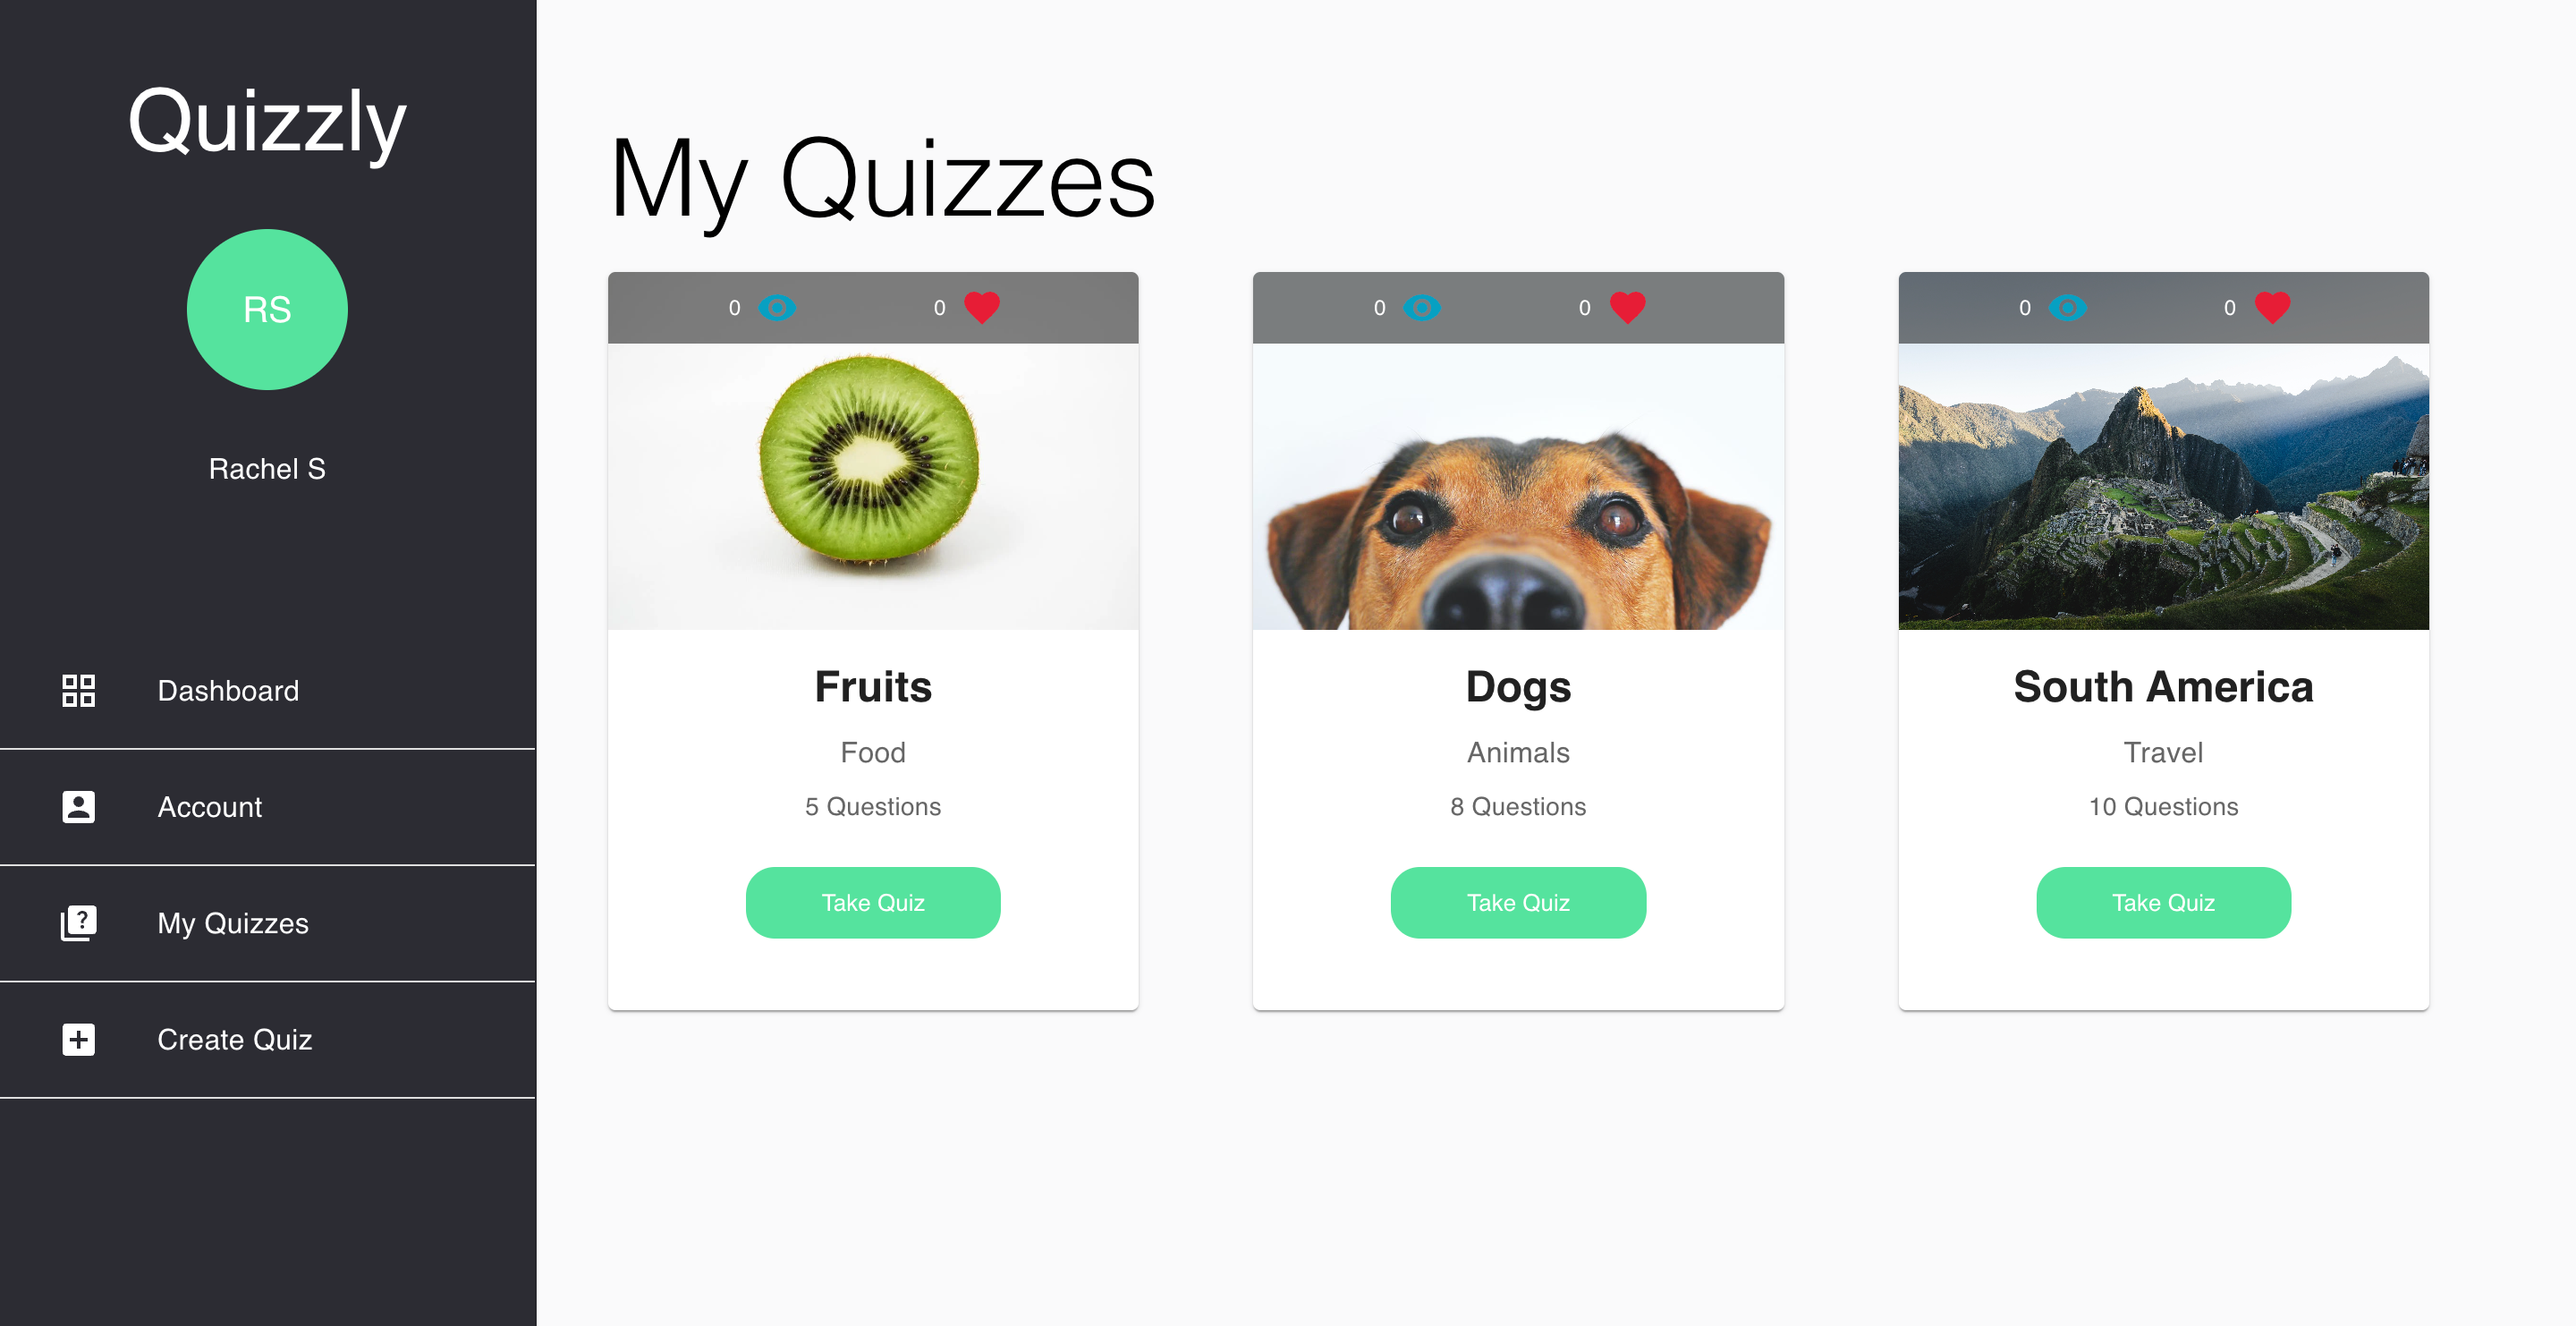 Quizzly
RS
Rachel S
Dashboard
Account
My Quizzes
Create Quiz
My Quizzes
0 0
Fruits
Food
5 Questions
Take Quiz
0 0
Dogs
Animals
8 Questions
Take Quiz
0 0
South America
Travel
10 Questions
Take Quiz